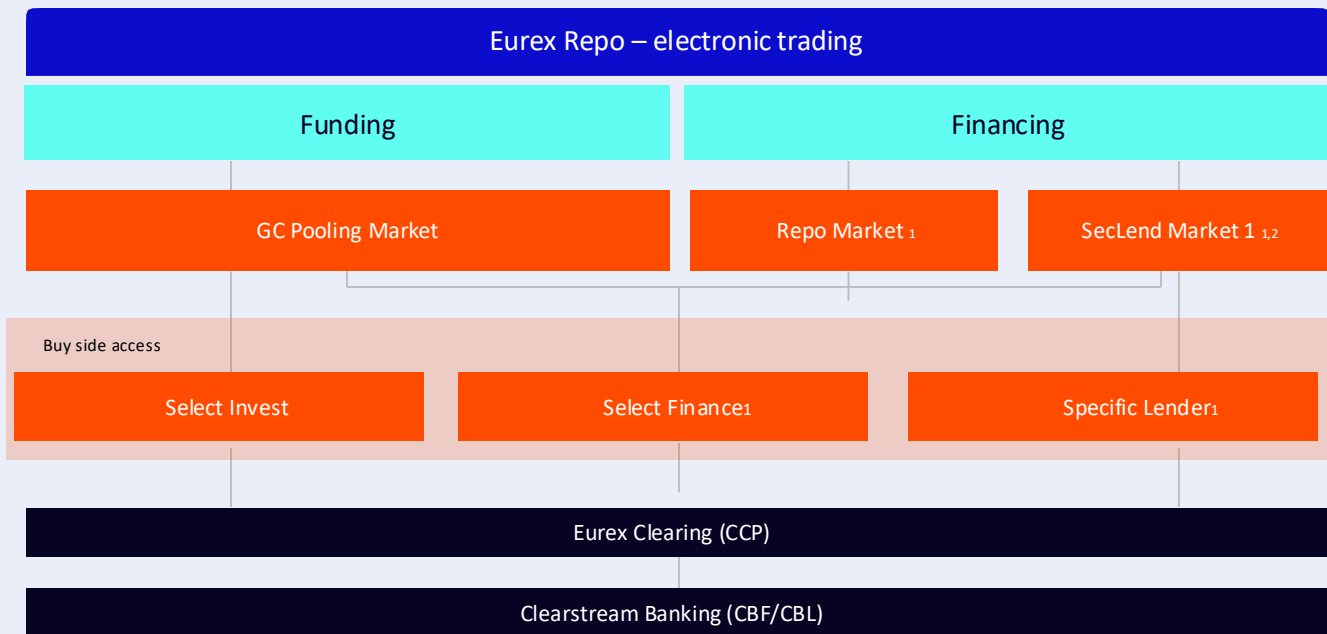 Eurex Repo – electronic trading
Funding
Financing
GC Pooling Market
Repo Market 1
SecLend Market 1 1,2
Buy side access
Select Invest
Select Finance1
Specific Lender1
Eurex Clearing (CCP)
Clearstream Banking (CBF/CBL)